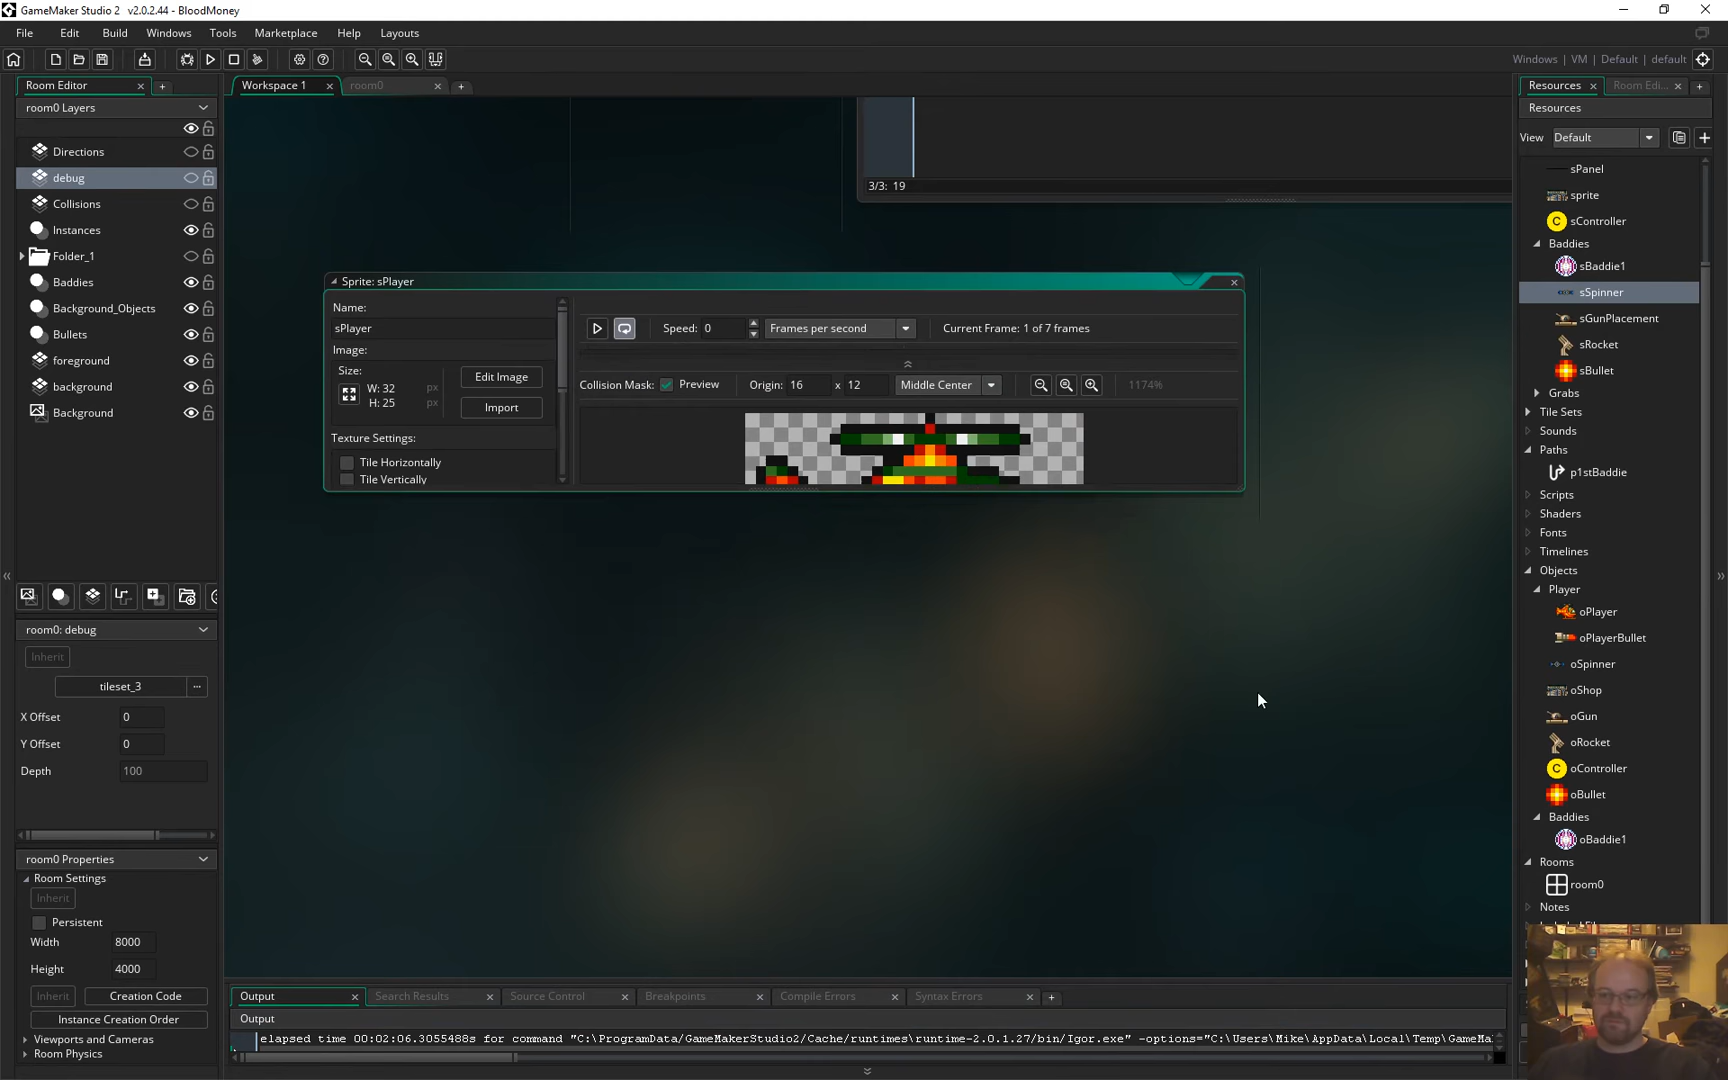 GameMaker Studio 2 v2.0.2.44 - BloodMoney
File Edit Build Windows Tools Marketplace Help Layouts
Windows | VM | Default | default
Room Editor
Workspace 1
room0
Resources
Room Edi...
room0 Layers
Directions
debug
Collisions
Instances
Folder_1
Baddies
Background_Objects
Bullets
foreground
background
Background
room0: debug
Inherit
tileset_3
...
X Offset 0
Y Offset 0
Depth 100
room0 Properties
Room Settings
Inherit
Persistent
Width 8000
Height 4000
Inherit Creation Code
Instance Creation Order
Viewports and Cameras
Room Physics
3/3: 19
Sprite: sPlayer
Name:
sPlayer
Image:
Size:
W: 32 px
H: 25 px
Edit Image
Import
Texture Settings:
Tile Horizontally
Tile Vertically
Speed: 0 Frames per second Current Frame: 1 of 7 frames
Collision Mask: Preview Origin: 16 x 12 Middle Center 1174%
Output Search Results Source Control Breakpoints Compile Errors Syntax Errors
Output
elapsed time 00:02:06.3055488s for command "C:\ProgramData/GameMakerStudio2/Cache/runtimes\runtime-2.0.1.27/bin/Igor.exe" -options="C:\Users\Mike\AppData\Local\Temp\GameMa
Resources
View Default
sPanel
sprite
sController
Baddies
sBaddie1
sSpinner
sGunPlacement
sRocket
sBullet
Grabs
Tile Sets
Sounds
Paths
p1stBaddie
Scripts
Shaders
Fonts
Timelines
Objects
Player
oPlayer
oPlayerBullet
oSpinner
oShop
oGun
oRocket
oController
oBullet
Baddies
oBaddie1
Rooms
room0
Notes